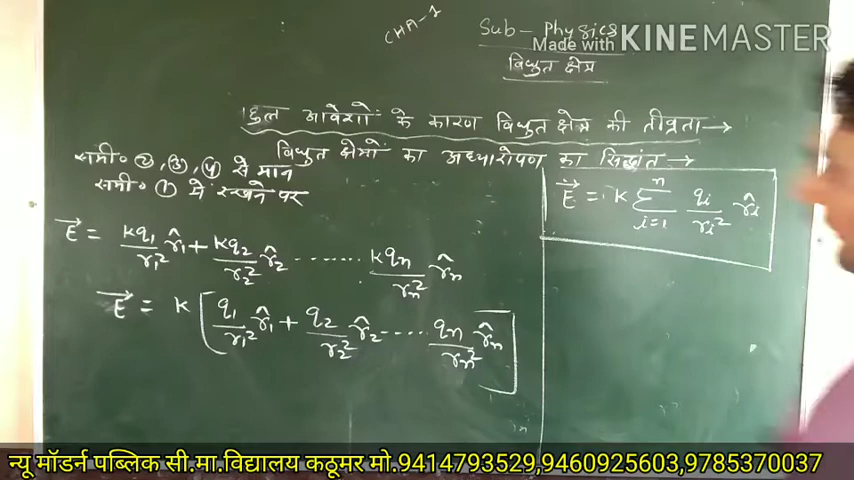 CHA-1
Sub - Physics
Made with KINEMASTER
विधुत क्षेत्र
कुल आवेशों के कारण विधुत क्षेत्र की तीव्रता →
विधुत क्षेत्रों का अध्यारोपण का सिद्धांत →
समी० ②, ③, ④ से मान
समी० ① में रखने पर
E⃗ = kq₁/r₁² r̂₁ + kq₂/r₂² r̂₂ ....... kqₙ/rₙ² r̂ₙ
E⃗ = k [ q₁/r₁² r̂₁ + q₂/r₂² r̂₂ ..... qₙ/rₙ² r̂ₙ ]
E⃗ = k ∑ⁿᵢ₌₁ qᵢ/rᵢ² r̂ᵢ
न्यू मॉडर्न पब्लिक सी.मा.विद्यालय कठूमर मो.9414793529,9460925603,9785370037